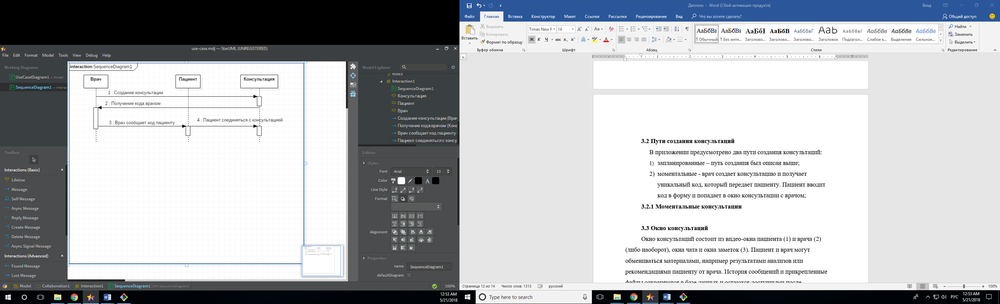 use-case.mdj — StarUML (UNREGISTERED)
File Edit Format Model Tools View Debug Help
Working Diagrams
UseCaseDiagram1 — Model
SequenceDiagram1 — Interac
Toolbox
Interactions (Basic)
Lifeline
Message
Self Message
Async Message
Reply Message
Create Message
Delete Message
Async Signal Message
Interactions (Advanced)
Found Message
Lost Message
interaction SequenceDiagram1
Врач Пациент Консультация
1 : Создание консультации
2 : Получение кода врачом
3 : Врач сообщает код пациенту
4 : Пациент соединяться с консультацией
Model Explorer
Role3
Interaction1
SequenceDiagram1
Консультация
Пациент
Врач
Создание консультации (Врач
Получение кода врачом (Конс
Врач сообщает код пациенту
Пациент соединяться с консу
Editors
Styles
Font Arial 13
Color
Line Style
Format
Alignment
Properties
name SequenceDiagram1
defaultDiagram
Model Collaboration1 Interaction1 SequenceDiagram1 [UMLSequenceDiagram] 100%
12:53 AM
5/21/2018
Диплом - Word (Сбой активации продукта) Вход
Файл Главная Вставка Конструктор Макет Ссылки Рассылки Рецензирование Вид Что вы хотите сделать? Общий доступ
Вставить
Вырезать
Копировать
Формат по образцу
Буфер обмена
Times New R 14
Шрифт
Абзац
¶ Обычный ¶ Без инте... Заголово... Заголово... Заголово... Заголовок Подзагол... Слабое в... Выделение Сильное...
Стили
Найти
Заменить
Выделить
Редактирование
3.2 Пути создания консультаций
В приложении предусмотрено два пути создания консультаций:
1) запланированные – путь создания был описан выше;
2) моментальные - врач создает консультацию и получает
уникальный код, который передает пациенту. Пациент вводит
код в форму и попадает в окно консультации с врачом;
3.2.1 Моментальные консультации
3.3 Окно консультаций
Окно консультаций состоит из видео-окна пациента (1) и врача (2)
(либо наоборот), окна чата и окна заметок (3). Пациент и врач могут
обмениваться материалами, например результатами анализов или
рекомендациями пациенту от врача. История сообщений и прикрепленные
файлы сохраняются в базе данных и остаются доступными после
Страница 12 из 14 Число слов: 1313 русский 100%
Type here to search
РУС
12:53 AM
5/21/2018